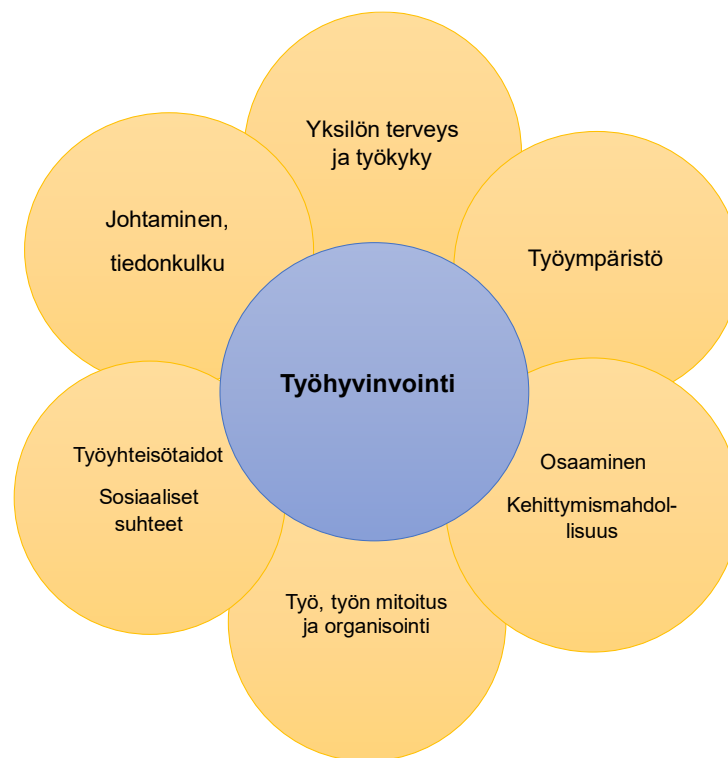 Yksilön terveys
ja työkyky
Johtaminen,
tiedonkulku
Työympäristö
Työhyvinvointi
Työyhteisötaidot
Sosiaaliset
suhteet
Osaaminen
Kehittymismahdol-
lisuus
Työ, työn mitoitus
ja organisointi